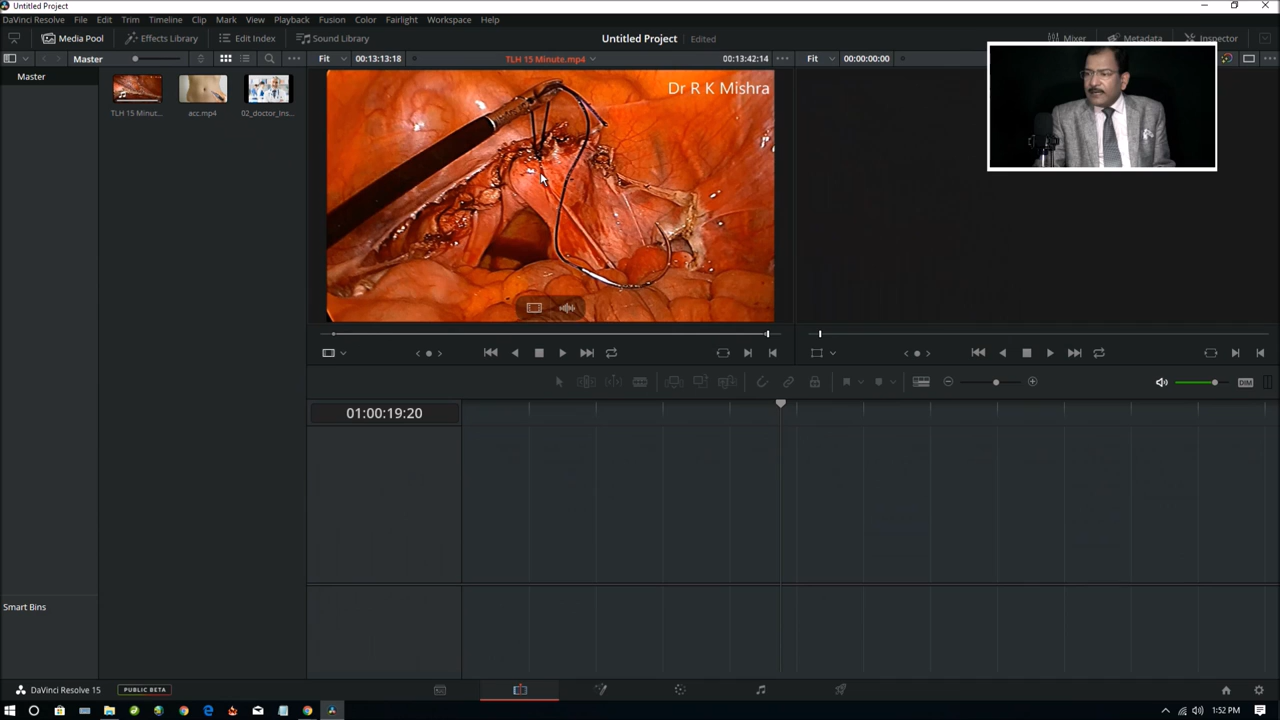 Untitled Project
DaVinci Resolve File Edit Trim Timeline Clip Mark View Playback Fusion Color Fairlight Workspace Help
Media Pool Effects Library Edit Index Sound Library Untitled Project Edited Mixer Metadata Inspector
Master Fit 00:13:13:18 TLH 15 Minute.mp4 00:13:42:14 Fit 00:00:00:00
Master
Dr R K Mishra
TLH 15 Minut... acc.mp4 02_doctor_Ins...
DIM
01:00:19:20
Smart Bins
DaVinci Resolve 15 PUBLIC BETA
1:52 PM